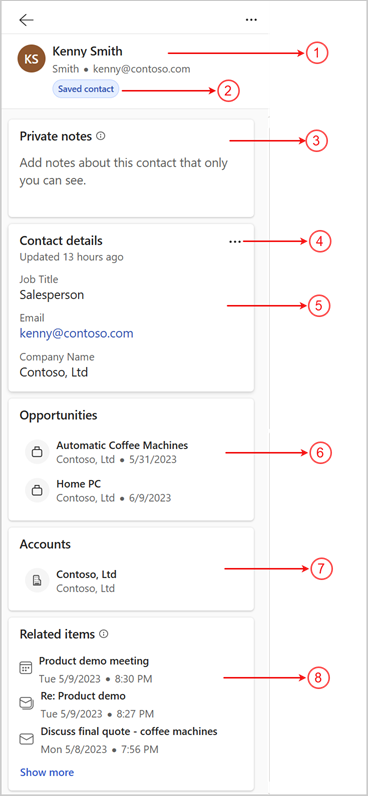 KS
Kenny Smith
Smith • kenny@contoso.com
Saved contact
1
2
Private notes
Add notes about this contact that only
you can see.
3
Contact details
Updated 13 hours ago
4
Job Title
Salesperson
5
Email
kenny@contoso.com
Company Name
Contoso, Ltd
Opportunities
Automatic Coffee Machines
Contoso, Ltd • 5/31/2023
6
Home PC
Contoso, Ltd • 6/9/2023
Accounts
Contoso, Ltd
Contoso, Ltd
7
Related items
Product demo meeting
Tue 5/9/2023 • 8:30 PM
8
Re: Product demo
Tue 5/9/2023 • 8:27 PM
Discuss final quote - coffee machines
Mon 5/8/2023 • 7:56 PM
Show more